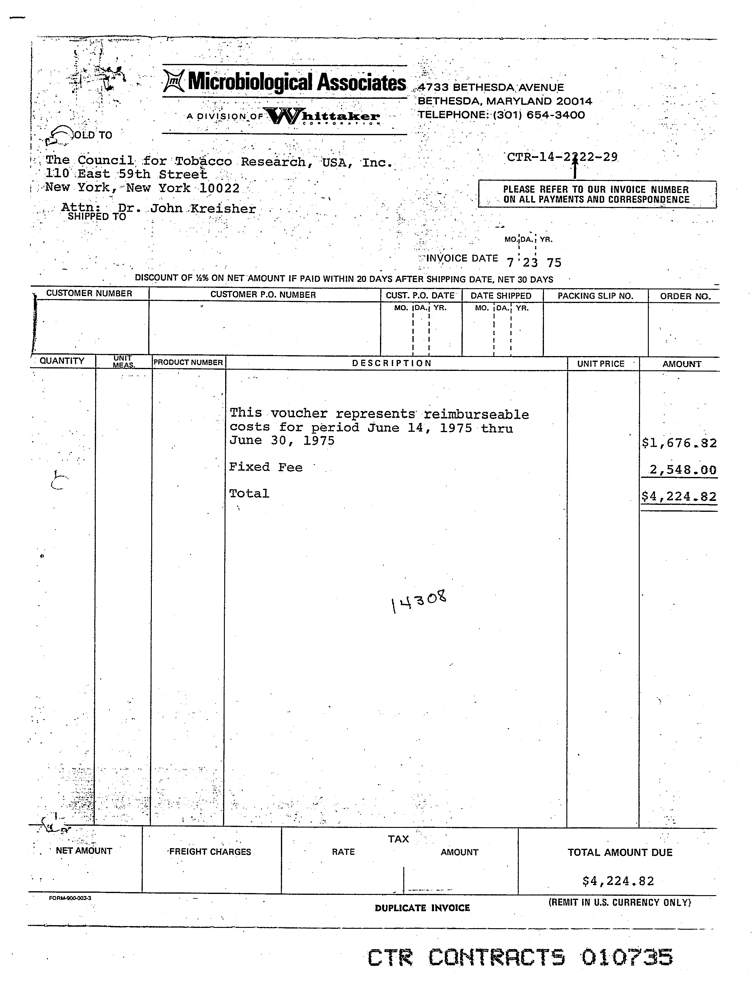 Microbiological Associates
A DIVISION OF Whittaker
CORPORATION
4733 BETHESDA AVENUE
BETHESDA, MARYLAND 20014
TELEPHONE: (301) 654-3400
SOLD TO
The Council for Tobacco Research, USA, Inc.
110 East 59th Street
New York, New York 10022
Attn: Dr. John Kreisher
SHIPPED TO
CTR-14-2222-29
PLEASE REFER TO OUR INVOICE NUMBER
ON ALL PAYMENTS AND CORRESPONDENCE
MO. DA. YR.
INVOICE DATE 7 23 75
DISCOUNT OF ½% ON NET AMOUNT IF PAID WITHIN 20 DAYS AFTER SHIPPING DATE, NET 30 DAYS
CUSTOMER NUMBER CUSTOMER P.O. NUMBER CUST. P.O. DATE DATE SHIPPED PACKING SLIP NO. ORDER NO.
MO. DA. YR. MO. DA. YR.
QUANTITY UNIT MEAS. PRODUCT NUMBER DESCRIPTION UNIT PRICE AMOUNT
This voucher represents reimburseable
costs for period June 14, 1975 thru
June 30, 1975 $1,676.82
Fixed Fee 2,548.00
Total $4,224.82
14308
TAX
NET AMOUNT FREIGHT CHARGES RATE AMOUNT TOTAL AMOUNT DUE
$4,224.82
FORM-900-003-3
DUPLICATE INVOICE
(REMIT IN U.S. CURRENCY ONLY)
CTR CONTRACTS 010735